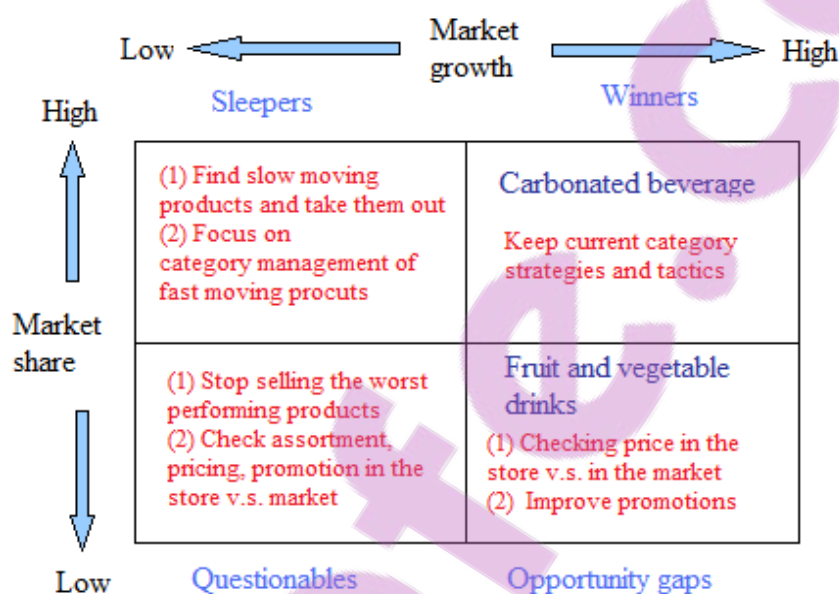 Market
growth
Low
High
Sleepers
Winners
High
(1) Find slow moving
products and take them out
(2) Focus on
category management of
fast moving procuts
Carbonated beverage
Keep current category
strategies and tactics
Market
share
(1) Stop selling the worst
performing products
(2) Check assortment,
pricing, promotion in the
store v.s. market
Fruit and vegetable
drinks
(1) Checking price in the
store v.s. in the market
(2) Improve promotions
Low
Questionables
Opportunity gaps